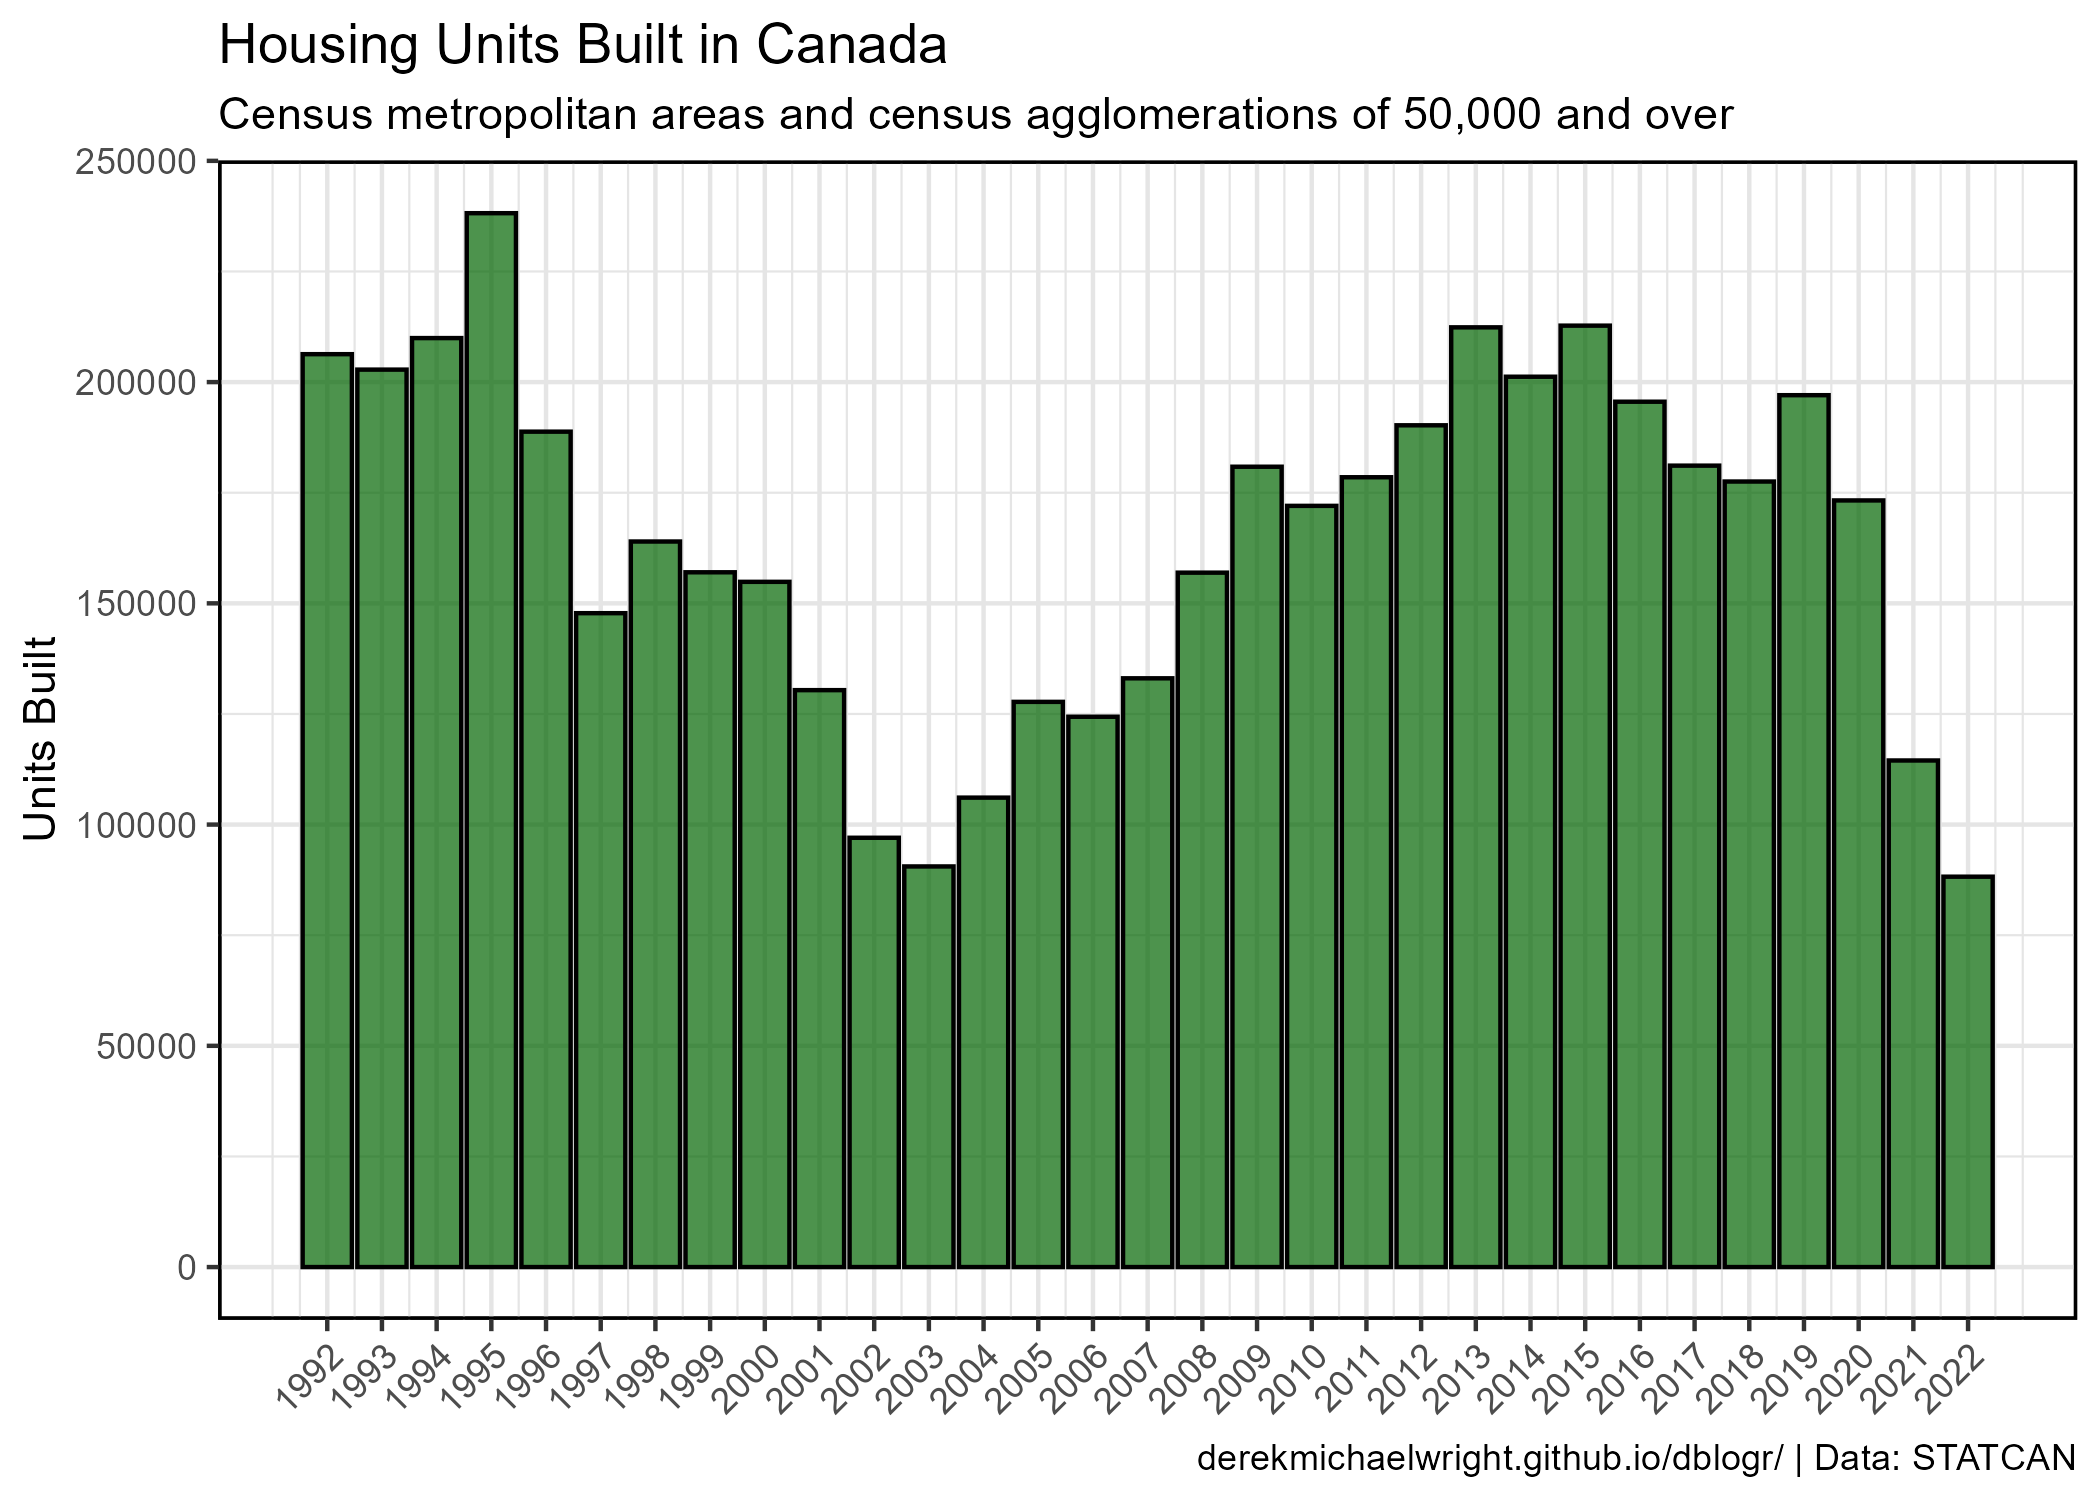 Housing Units Built in Canada
Census metropolitan areas and census agglomerations of 50,000 and over
250000
200000
150000
100000
50000
0
Units Built
1992 1993 1994 1995 1996 1997 1998 1999 2000 2001 2002 2003 2004 2005 2006 2007 2008 2009 2010 2011 2012 2013 2014 2015 2016 2017 2018 2019 2020 2021 2022
derekmichaelwright.github.io/dblogr/ | Data: STATCAN